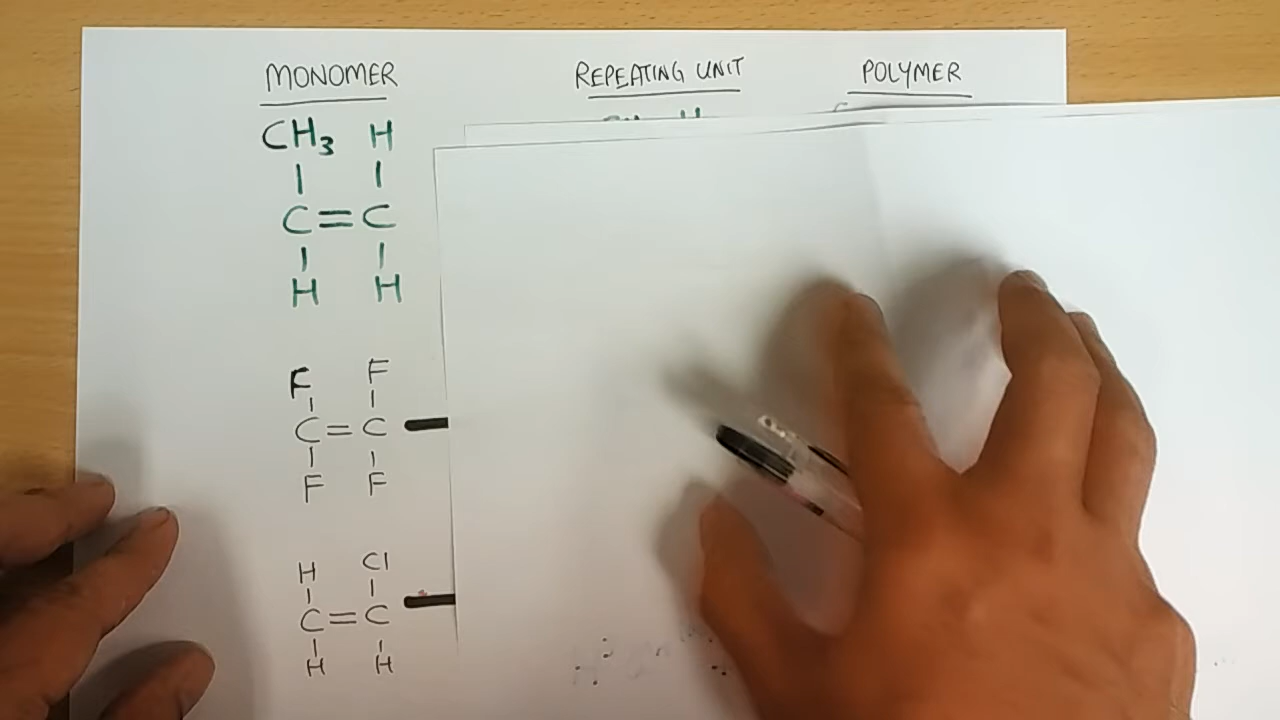 MONOMER REPEATING UNIT POLYMER
CH3 H
C=C
H H
F F
C=C
F F
H Cl
C=C
H H